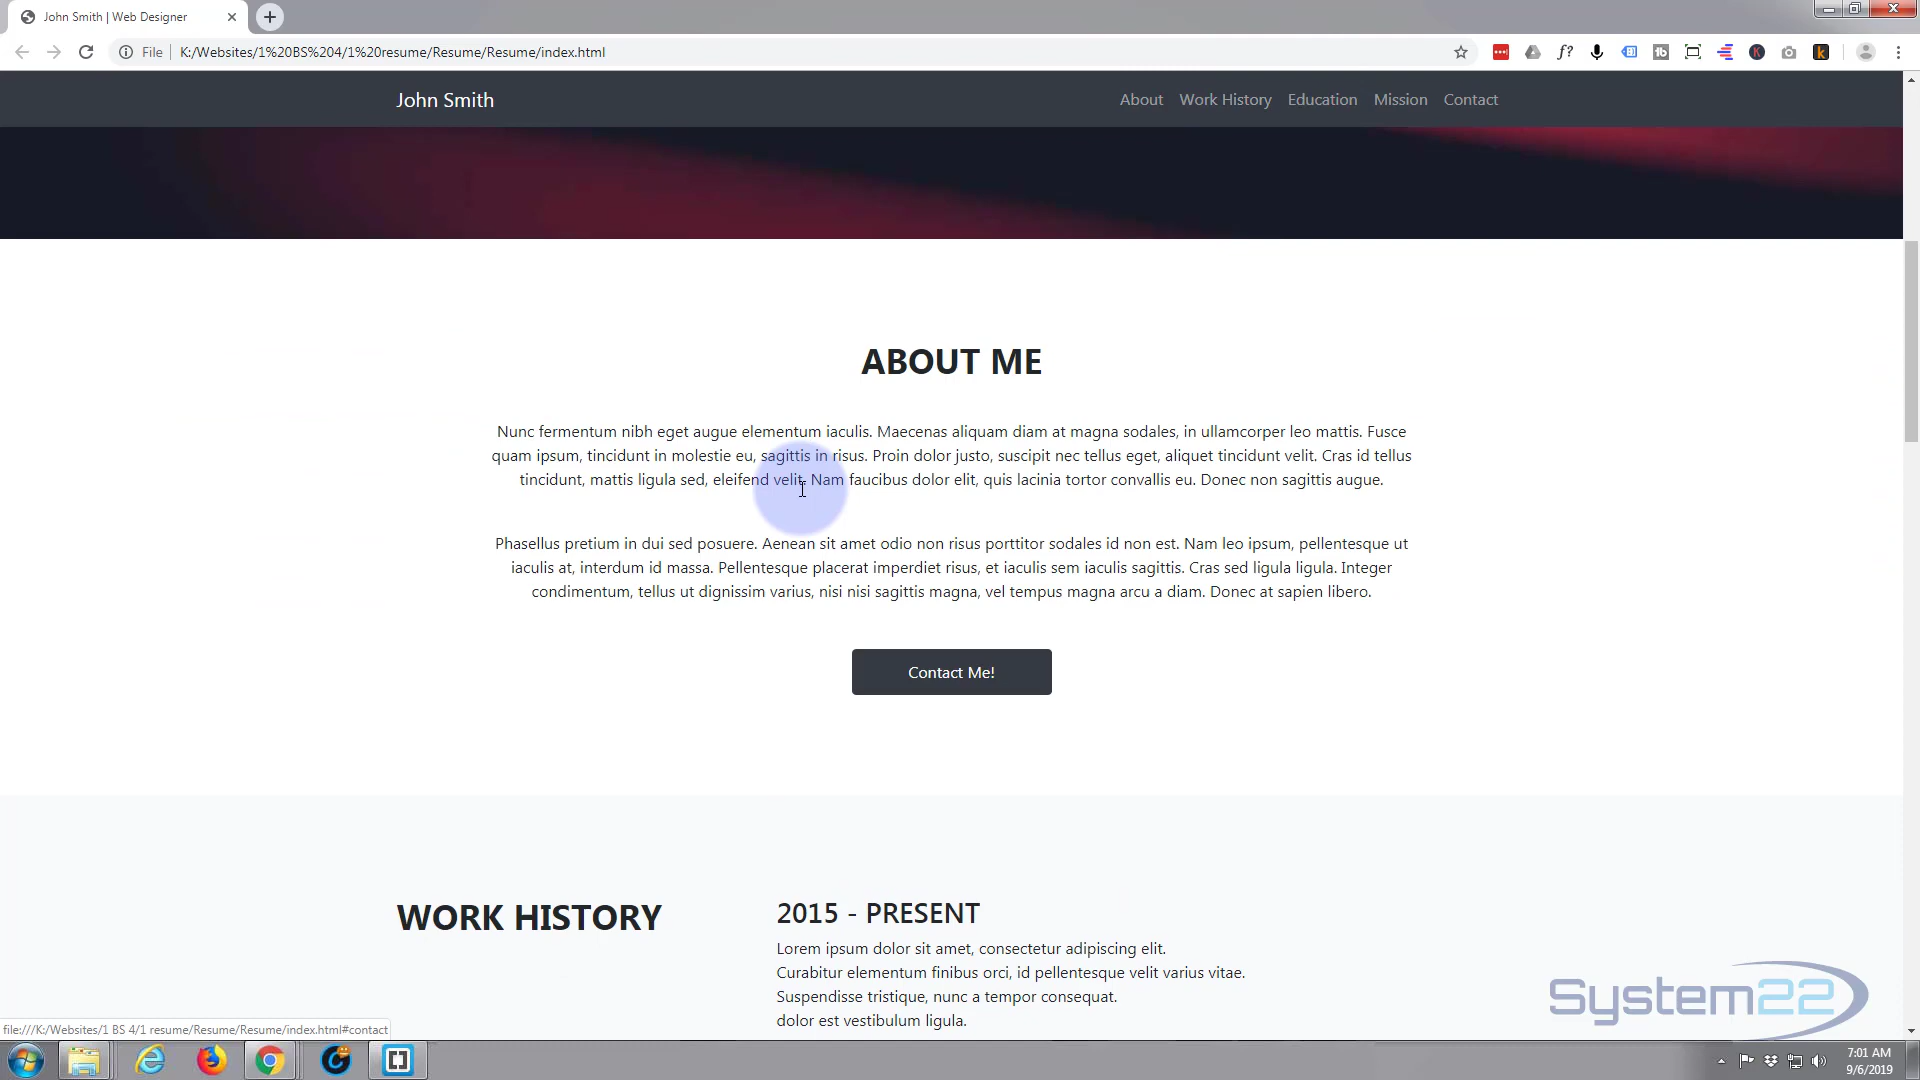 John Smith | Web Designer
File
K:/Websites/1%20BS%204/1%20resume/Resume/Resume/index.html
John Smith
About
Work History
Education
Mission
Contact
ABOUT ME
Nunc fermentum nibh eget augue elementum iaculis. Maecenas aliquam diam at magna sodales, in ullamcorper leo mattis. Fusce
quam ipsum, tincidunt in molestie eu, sagittis in risus. Proin dolor justo, suscipit nec tellus eget, aliquet tincidunt velit. Cras id tellus
tincidunt, mattis ligula sed, eleifend velit. Nam faucibus dolor elit, quis lacinia tortor convallis eu. Donec non sagittis augue.
Phasellus pretium in dui sed posuere. Aenean sit amet odio non risus porttitor sodales id non est. Nam leo ipsum, pellentesque ut
iaculis at, interdum id massa. Pellentesque placerat imperdiet risus, et iaculis sem iaculis sagittis. Cras sed ligula ligula. Integer
condimentum, tellus ut dignissim varius, nisi nisi sagittis magna, vel tempus magna arcu a diam. Donec at sapien libero.
Contact Me!
WORK HISTORY
2015 - PRESENT
Lorem ipsum dolor sit amet, consectetur adipiscing elit.
Curabitur elementum finibus orci, id pellentesque velit varius vitae.
Suspendisse tristique, nunc a tempor consequat.
dolor est vestibulum ligula.
System22
file:///K:/Websites/1 BS 4/1 resume/Resume/Resume/index.html#contact
7:01 AM
9/6/2019